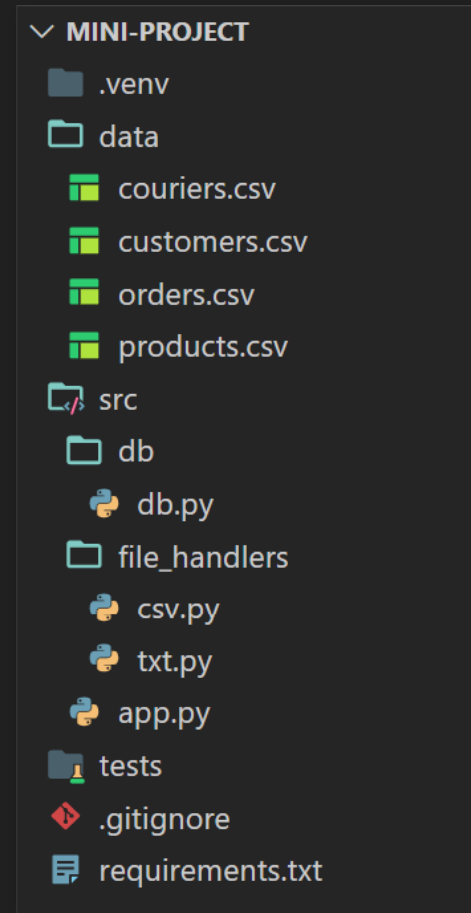 MINI-PROJECT
.venv
data
couriers.csv
customers.csv
orders.csv
products.csv
src
db
db.py
file_handlers
csv.py
txt.py
app.py
tests
.gitignore
requirements.txt